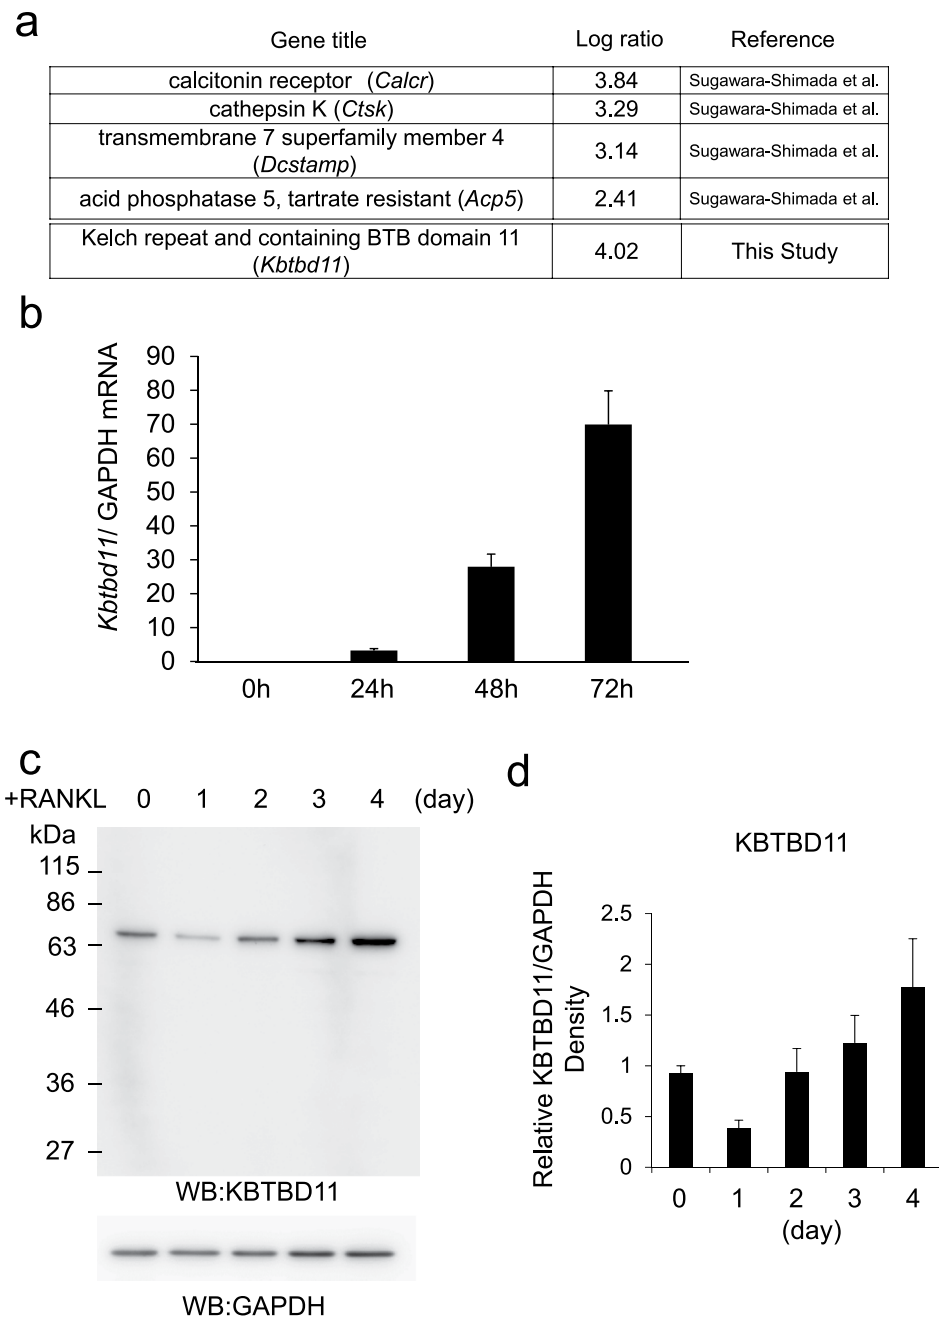 a
Gene title Log ratio Reference
calcitonin receptor (Calcr) 3.84 Sugawara-Shimada et al.
cathepsin K (Ctsk) 3.29 Sugawara-Shimada et al.
transmembrane 7 superfamily member 4
(Dcstamp) 3.14 Sugawara-Shimada et al.
acid phosphatase 5, tartrate resistant (Acp5) 2.41 Sugawara-Shimada et al.
Kelch repeat and containing BTB domain 11
(Kbtbd11) 4.02 This Study
b
Kbtbd11/ GAPDH mRNA
90
80
70
60
50
40
30
20
10
0
0h 24h 48h 72h
c
+RANKL 0 1 2 3 4 (day)
kDa
115
86
63
46
36
27
WB:KBTBD11
WB:GAPDH
d
KBTBD11
Relative KBTBD11/GAPDH
Density
2.5
2
1.5
1
0.5
0
0 1 2 3 4
(day)